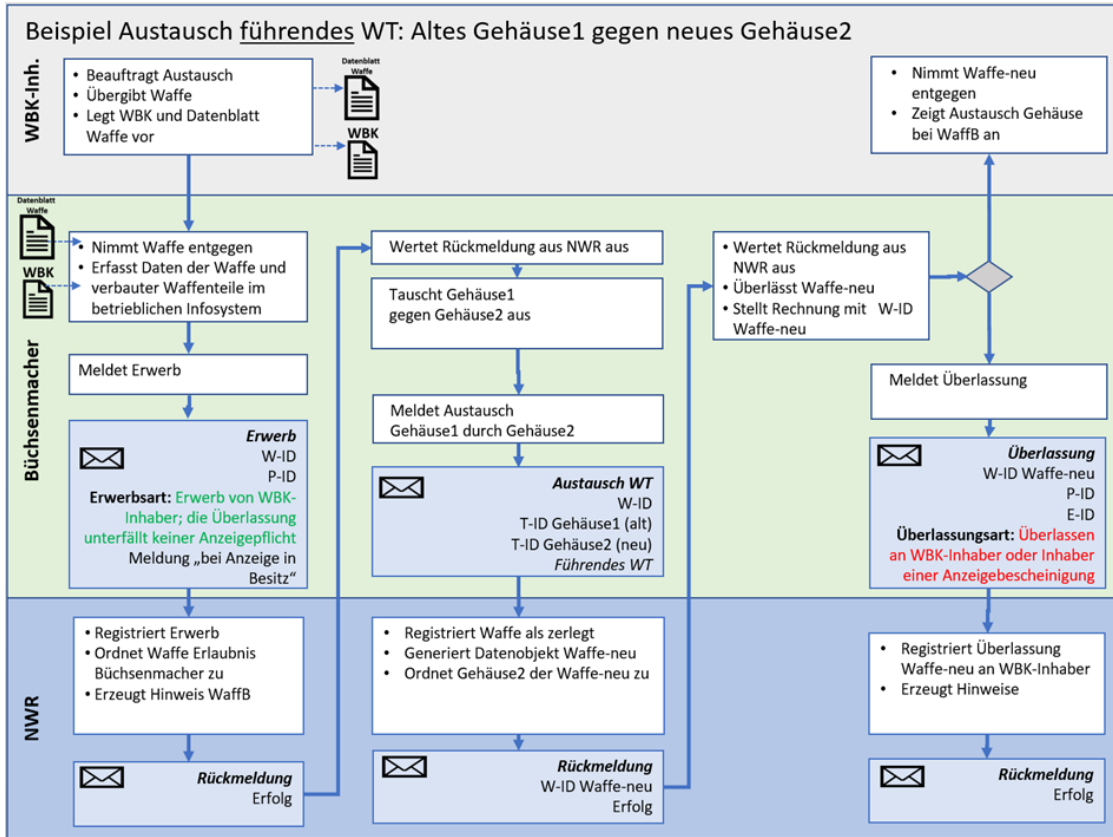 Beispiel Austausch führendes WT: Altes Gehäuse1 gegen neues Gehäuse2
WBK-Inh.
• Beauftragt Austausch
• Übergibt Waffe
• Legt WBK und Datenblatt
Waffe vor
Datenblatt
Waffe
WBK
• Nimmt Waffe-neu
entgegen
• Zeigt Austausch Gehäuse
bei WaffB an
Büchsenmacher
Datenblatt
Waffe
WBK
• Nimmt Waffe entgegen
• Erfasst Daten der Waffe und
verbauter Waffenteile im
betrieblichen Infosystem
Meldet Erwerb
Erwerb
W-ID
P-ID
Erwerbsart: Erwerb von WBK-
Inhaber; die Überlassung
unterfällt keiner Anzeigepflicht
Meldung „bei Anzeige in
Besitz“
Wertet Rückmeldung aus NWR aus
Tauscht Gehäuse1
gegen Gehäuse2 aus
Meldet Austausch
Gehäuse1 durch Gehäuse2
Austausch WT
W-ID
T-ID Gehäuse1 (alt)
T-ID Gehäuse2 (neu)
Führendes WT
• Wertet Rückmeldung aus
NWR aus
• Überlässt Waffe-neu
• Stellt Rechnung mit W-ID
Waffe-neu
Meldet Überlassung
Überlassung
W-ID Waffe-neu
P-ID
E-ID
Überlassungsart: Überlassen
an WBK-Inhaber oder Inhaber
einer Anzeigebescheinigung
NWR
• Registriert Erwerb
• Ordnet Waffe Erlaubnis
Büchsenmacher zu
• Erzeugt Hinweis WaffB
Rückmeldung
Erfolg
• Registriert Waffe als zerlegt
• Generiert Datenobjekt Waffe-neu
• Ordnet Gehäuse2 der Waffe-neu zu
Rückmeldung
W-ID Waffe-neu
Erfolg
• Registriert Überlassung
Waffe-neu an WBK-Inhaber
• Erzeugt Hinweise
Rückmeldung
Erfolg